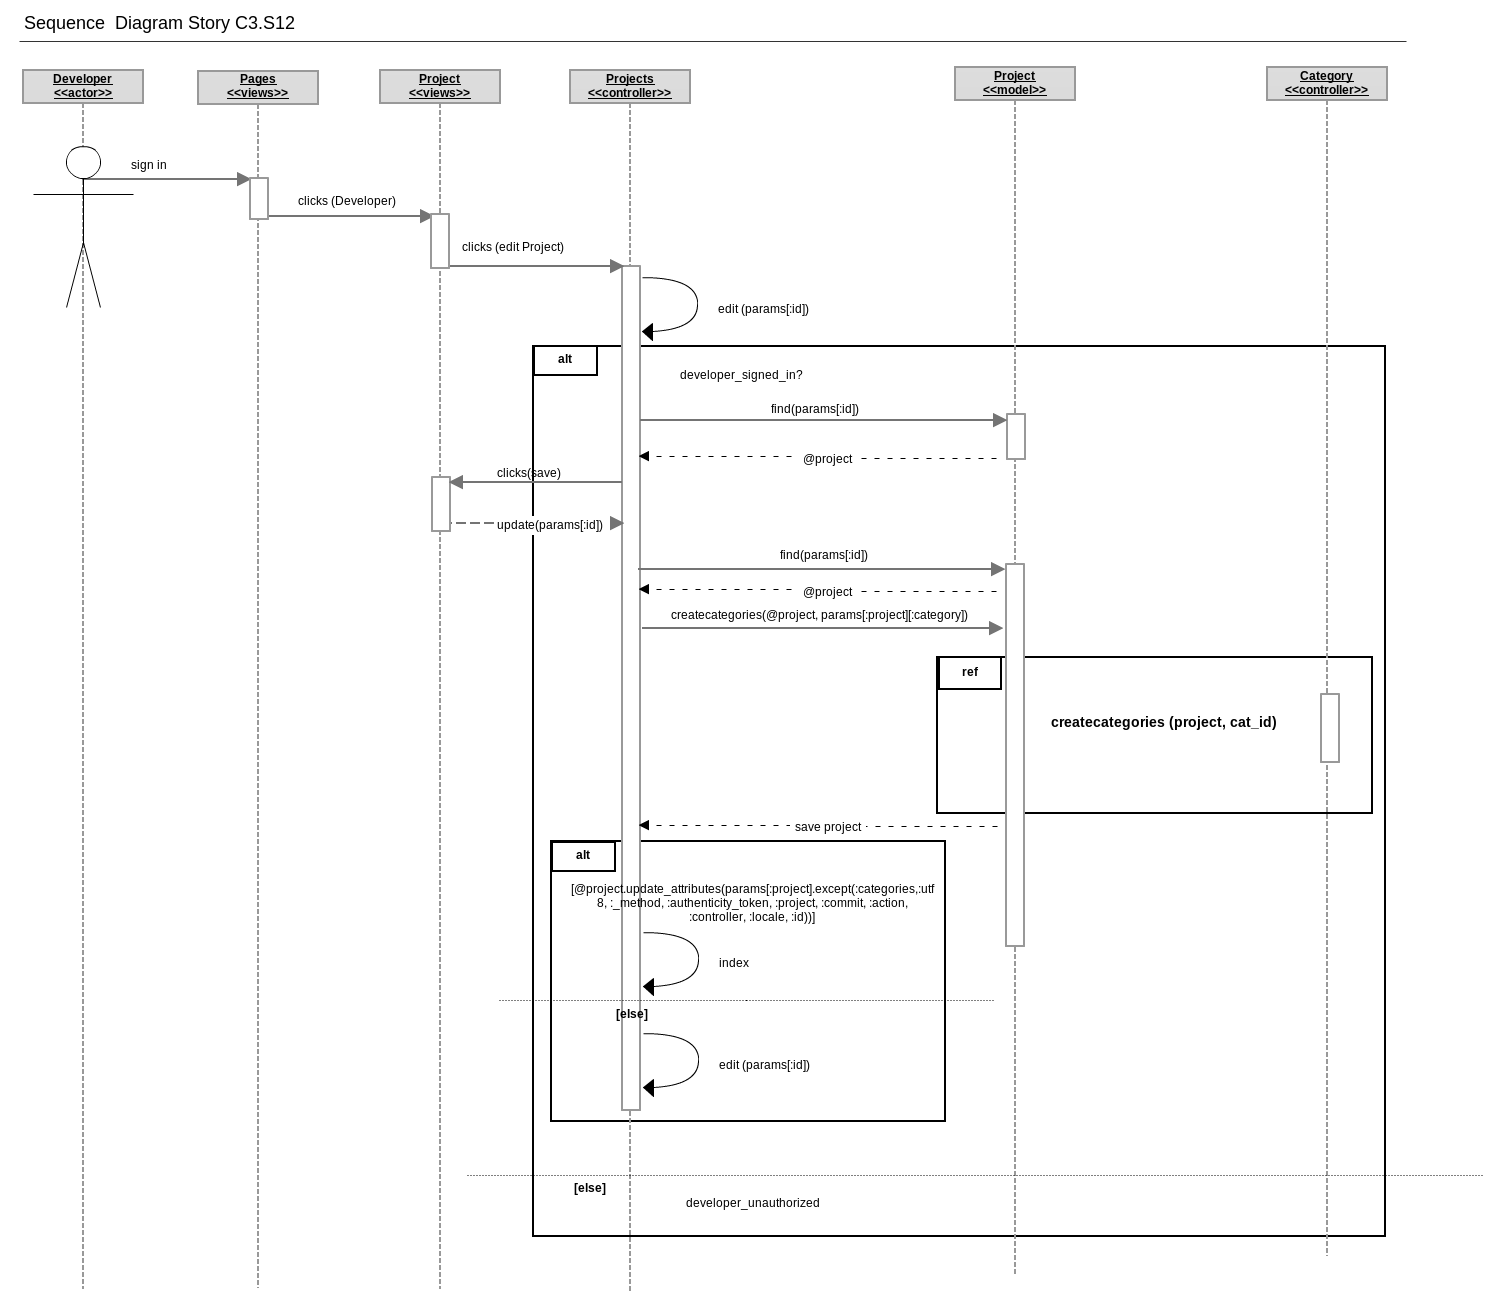 Sequence  Diagram Story C3.S12
Developer
<<actor>>
Pages
<<views>>
Project
<<views>>
Projects
<<controller>>
Project
<<model>>
Category
<<controller>>
sign in
clicks (Developer)
clicks (edit Project)
edit (params[:id])
alt
developer_signed_in?
find(params[:id])
@project
clicks(save)
update(params[:id])
find(params[:id])
@project
createcategories(@project, params[:project][:category])
ref
createcategories (project, cat_id)
save project
alt
[@project.update_attributes(params[:project].except(:categories,:utf
8, :_method, :authenticity_token, :project, :commit, :action,
:controller, :locale, :id))]
index
[else]
edit (params[:id])
[else]
developer_unauthorized